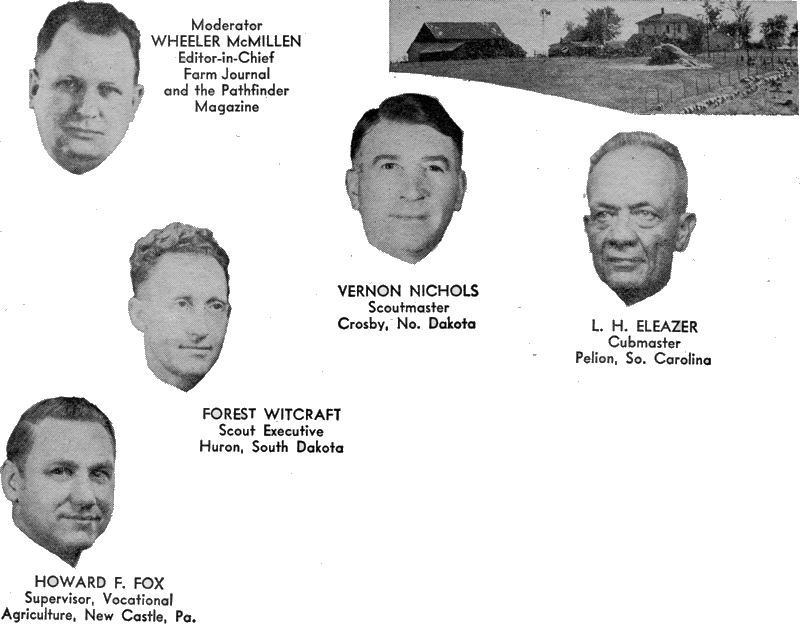 Moderator
WHEELER McMILLEN
Editor-in-Chief
Farm Journal
and the Pathfinder
Magazine
VERNON NICHOLS
Scoutmaster
Crosby, No. Dakota
L. H. ELEAZER
Cubmaster
Pelion, So. Carolina
FOREST WITCRAFT
Scout Executive
Huron, South Dakota
HOWARD F. FOX
Supervisor, Vocational
Agriculture, New Castle, Pa.